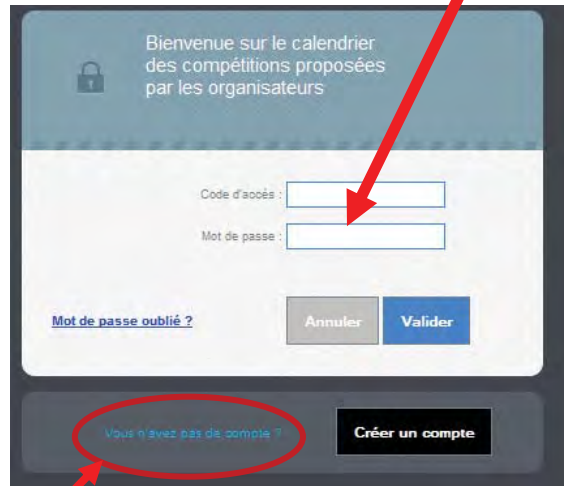 Bienvenue sur le calendrier
des compétitions proposées
par les organisateurs
Code d'accès :
Mot de passe :
Mot de passe oublié ?
Annuler
Valider
Vous n'avez pas de compte ?
Créer un compte